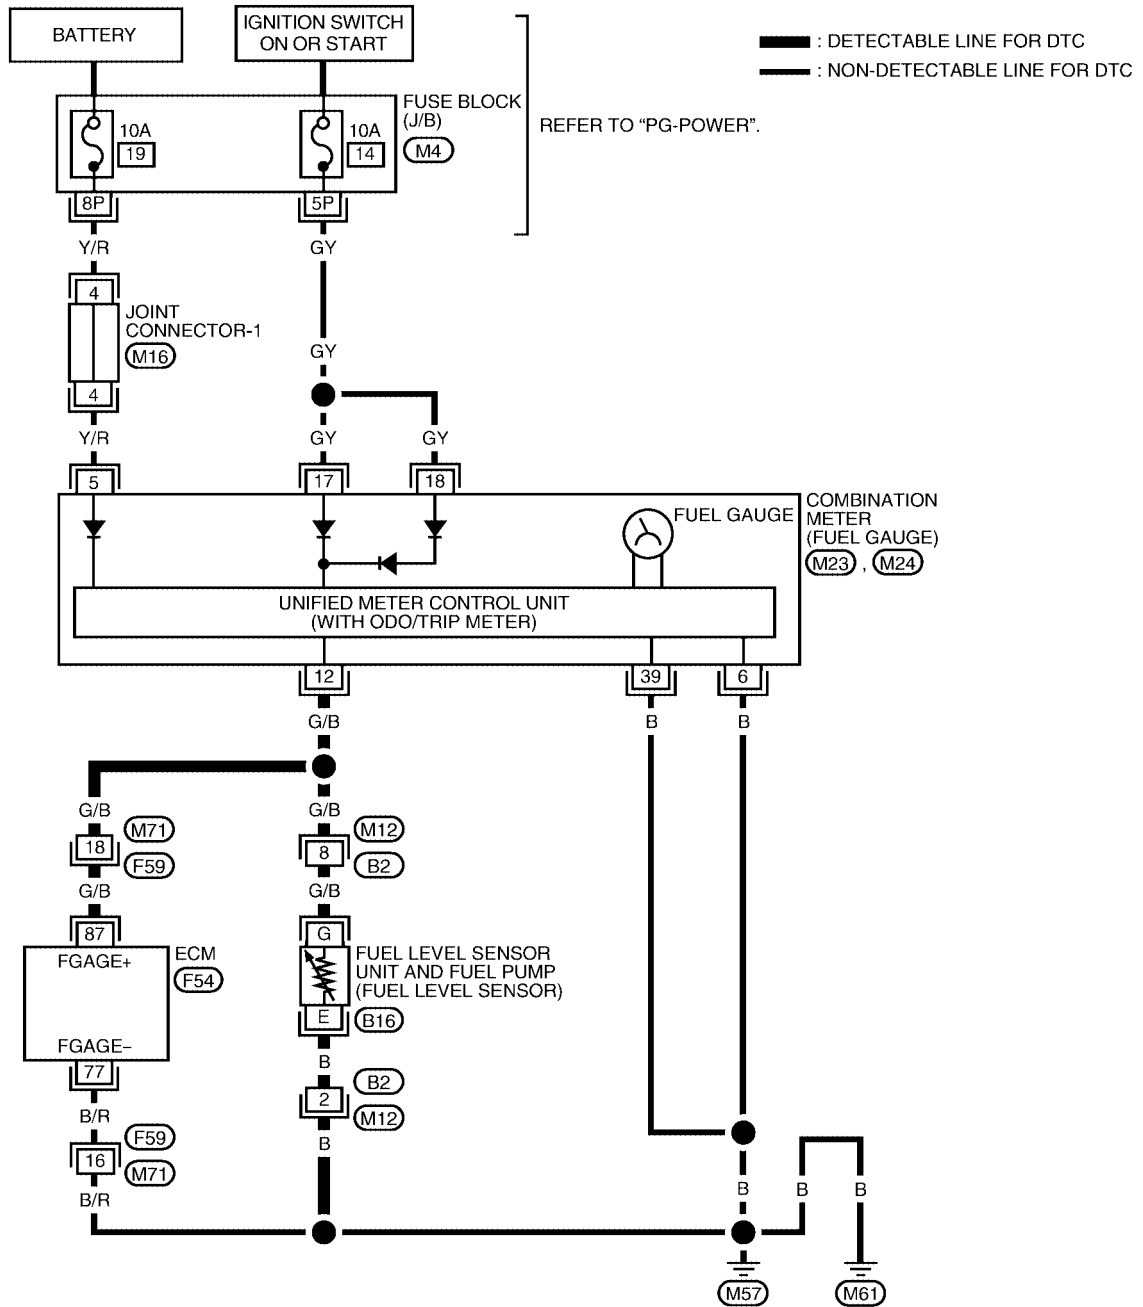 BATTERY
IGNITION SWITCH
ON OR START
: DETECTABLE LINE FOR DTC
: NON-DETECTABLE LINE FOR DTC
FUSE BLOCK
(J/B)
M4
10A
19
10A
14
REFER TO “PG-POWER”.
8P
5P
Y/R
GY
4
JOINT
CONNECTOR-1
M16
GY
4
Y/R
GY
GY
5
17
18
FUEL GAUGE
COMBINATION
METER
(FUEL GAUGE)
M23 , M24
UNIFIED METER CONTROL UNIT
(WITH ODO/TRIP METER)
12
39
6
G/B
B
B
G/B
G/B
M71
M12
18
8
F59
B2
G/B
G/B
87
G
FGAGE+
ECM
F54
FUEL LEVEL SENSOR
UNIT AND FUEL PUMP
(FUEL LEVEL SENSOR)
E
B16
FGAGE–
77
B
B2
2
M12
B/R
B
F59
16
M71
B/R
B
B
B
M57
M61